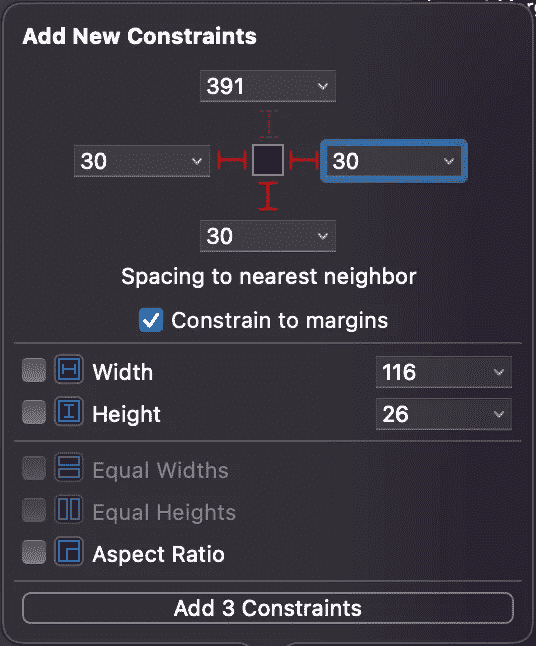 Add New Constraints
391
30
30
30
Spacing to nearest neighbor
Constrain to margins
Width
116
Height
26
Equal Widths
Equal Heights
Aspect Ratio
Add 3 Constraints